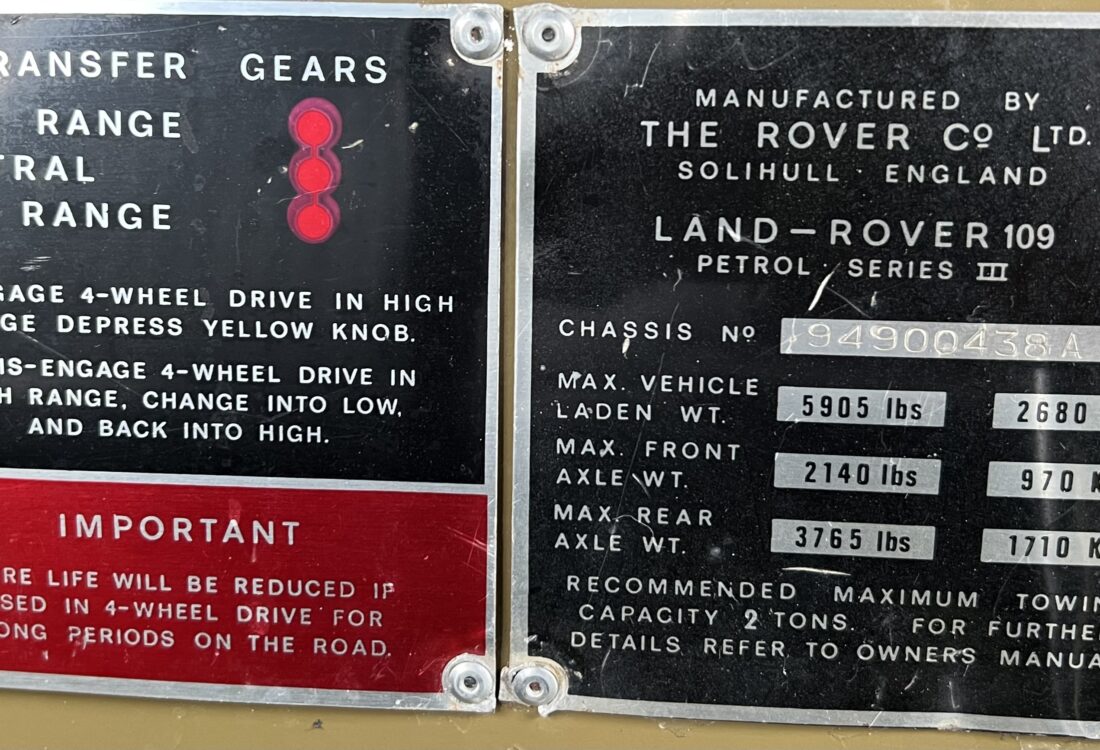 RANSFER GEARS
RANGE
TRAL
RANGE
GAGE 4-WHEEL DRIVE IN HIGH
GE DEPRESS YELLOW KNOB.
IS-ENGAGE 4-WHEEL DRIVE IN
H RANGE, CHANGE INTO LOW,
AND BACK INTO HIGH.
IMPORTANT
RE LIFE WILL BE REDUCED IF
SED IN 4-WHEEL DRIVE FOR
ONG PERIODS ON THE ROAD.
MANUFACTURED BY
THE ROVER Cº LTD.
SOLIHULL · ENGLAND
LAND-ROVER 109
PETROL SERIES III
CHASSIS Nº 94900438A
MAX. VEHICLE
LADEN WT. 5905 lbs 2680
MAX. FRONT
AXLE WT. 2140 lbs 970 K
MAX. REAR
AXLE WT. 3765 lbs 1710 K
RECOMMENDED MAXIMUM TOWIN
CAPACITY 2 TONS. FOR FURTHE
DETAILS REFER TO OWNERS MANUA